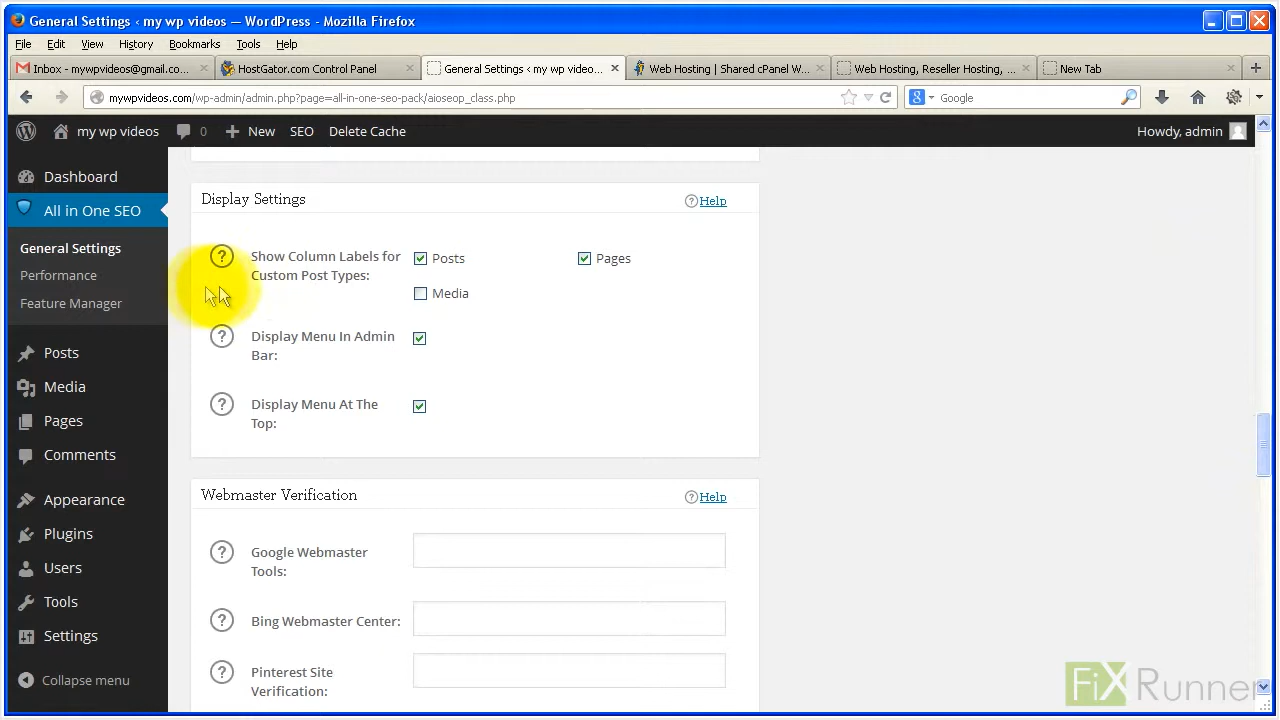 General Settings ‹ my wp videos — WordPress - Mozilla Firefox
File Edit View History Bookmarks Tools Help
Inbox - mywpvideos@gmail.co... HostGator.com Control Panel General Settings ‹ my wp video... Web Hosting | Shared cPanel W... Web Hosting, Reseller Hosting, ... New Tab
mywpvideos.com/wp-admin/admin.php?page=all-in-one-seo-pack/aioseop_class.php Google
my wp videos 0 New SEO Delete Cache Howdy, admin
Dashboard
All in One SEO
General Settings
Performance
Feature Manager
Posts
Media
Pages
Comments
Appearance
Plugins
Users
Tools
Settings
Collapse menu
Display Settings Help
Show Column Labels for
Custom Post Types:
Posts Pages
Media
Display Menu In Admin
Bar:
Display Menu At The
Top:
Webmaster Verification Help
Google Webmaster
Tools:
Bing Webmaster Center:
Pinterest Site
Verification:
FiX Runner